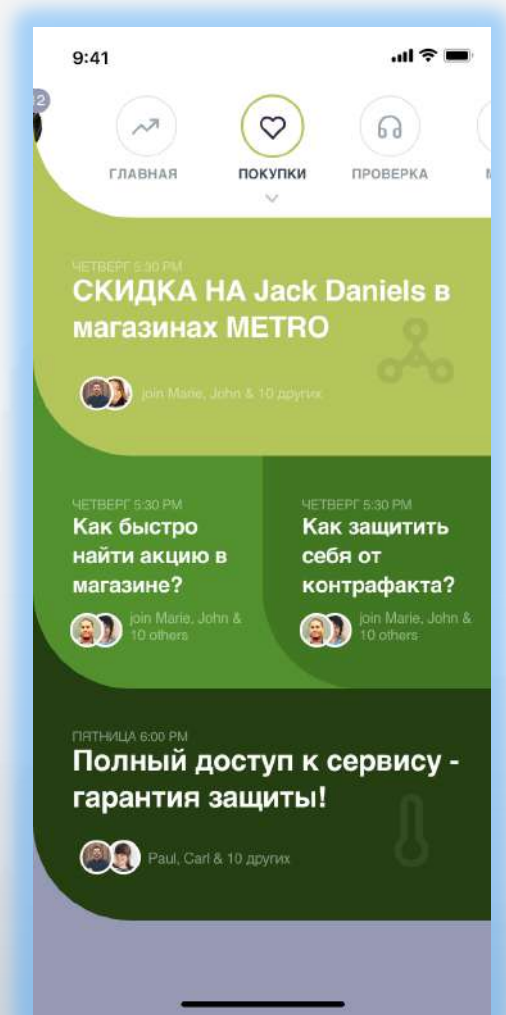 9:41
2
ГЛАВНАЯ
ПОКУПКИ
ПРОВЕРКА
ЧЕТВЕРГ 5:30 PM
СКИДКА НА Jack Daniels в
магазинах METRO
join Marie, John & 10 других
ЧЕТВЕРГ 5:30 PM
Как быстро
найти акцию в
магазине?
join Marie, John &
10 others
ЧЕТВЕРГ 5:30 PM
Как защитить
себя от
контрафакта?
join Marie, John &
10 others
ПЯТНИЦА 6:00 PM
Полный доступ к сервису -
гарантия защиты!
Paul, Carl & 10 других